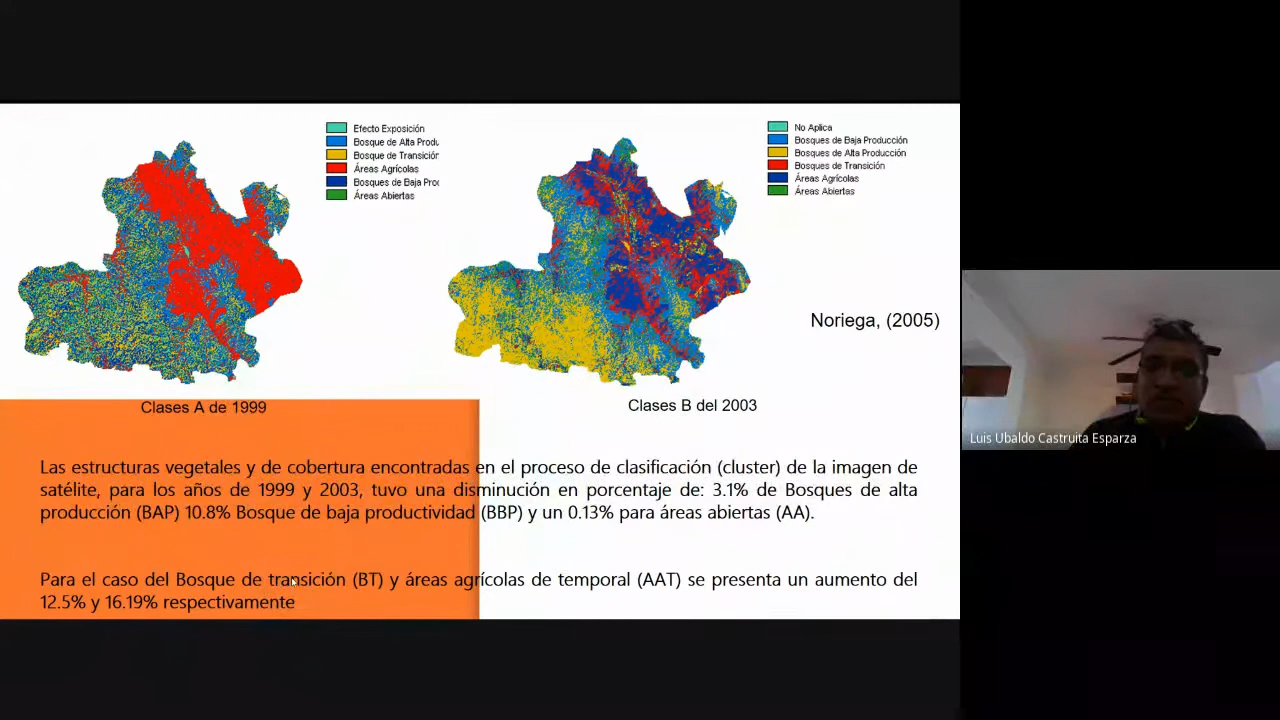 Efecto Exposición
Bosque de Alta Produ
Bosque de Transición
Áreas Agrícolas
Bosques de Baja Proc
Áreas Abiertas
No Aplica
Bosques de Baja Producción
Bosques de Alta Producción
Bosques de Transición
Áreas Agrícolas
Áreas Abiertas
Noriega, (2005)
Clases A de 1999
Clases B del 2003
Las estructuras vegetales y de cobertura encontradas en el proceso de clasificación (cluster) de la imagen de
satélite, para los años de 1999 y 2003, tuvo una disminución en porcentaje de: 3.1% de Bosques de alta
producción (BAP) 10.8% Bosque de baja productividad (BBP) y un 0.13% para áreas abiertas (AA).
Para el caso del Bosque de transición (BT) y áreas agrícolas de temporal (AAT) se presenta un aumento del
12.5% y 16.19% respectivamente
Luis Ubaldo Castruita Esparza